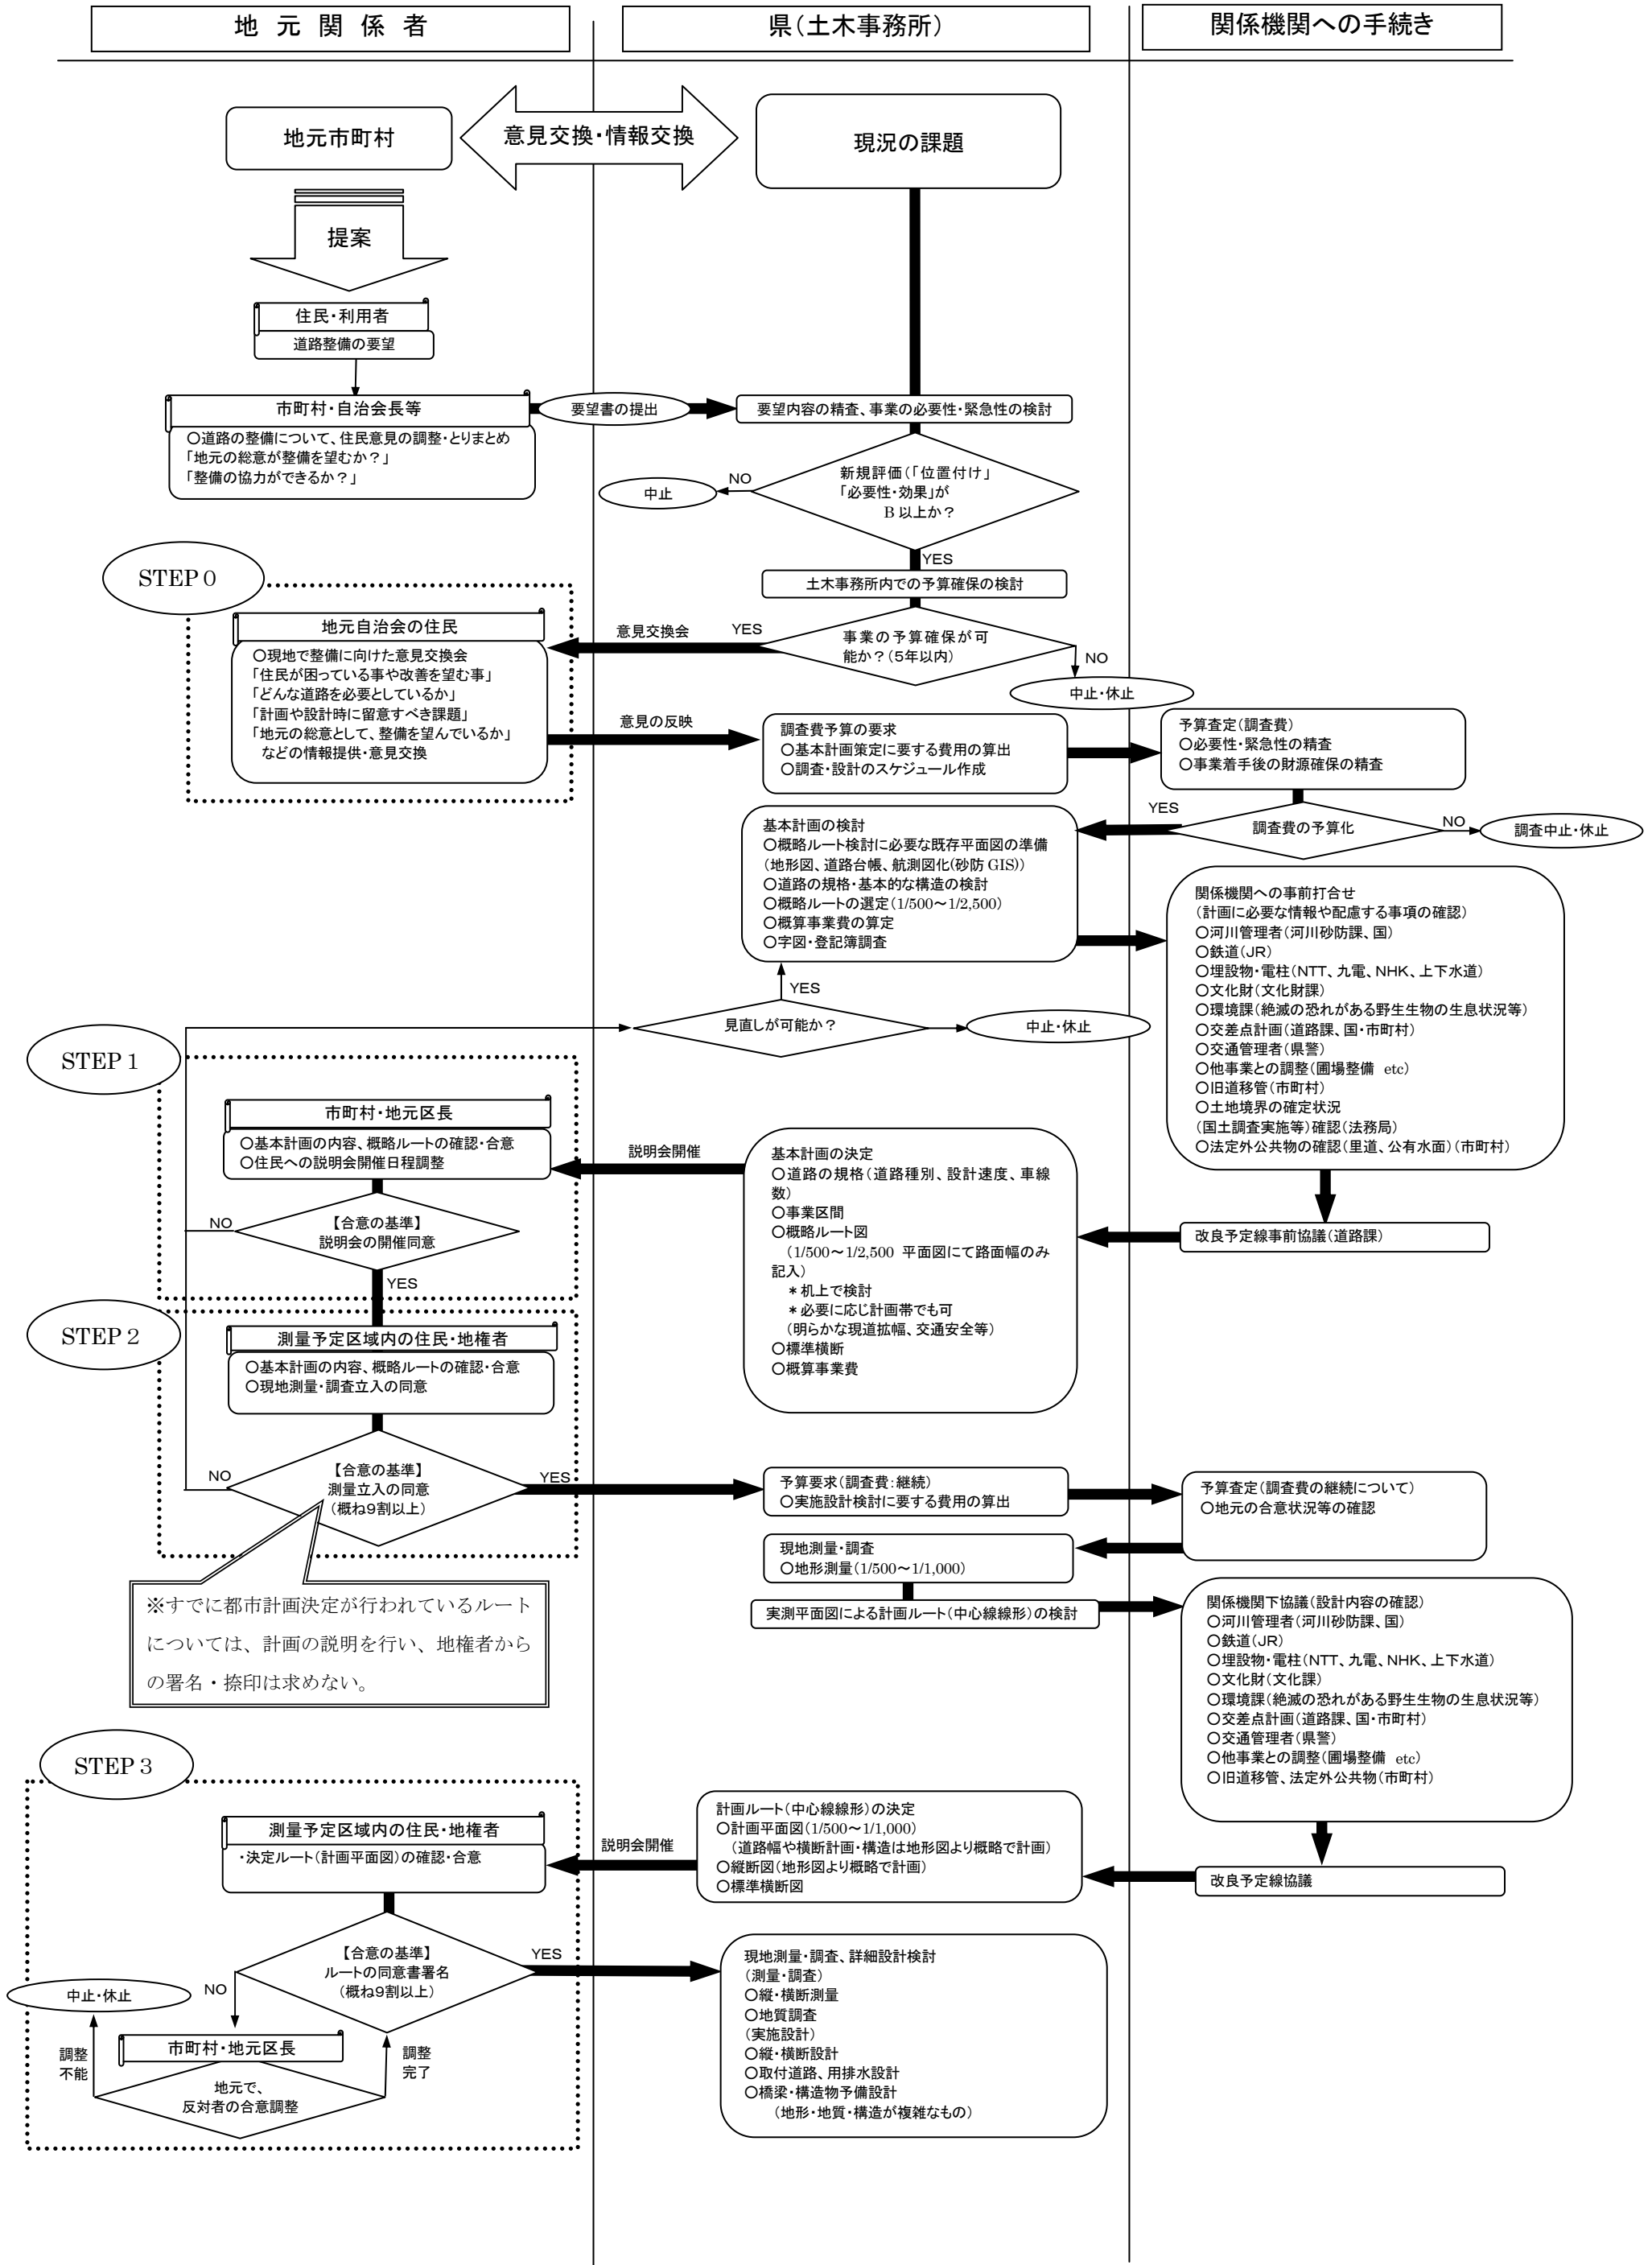 地 元 関 係 者
県(土木事務所)
関係機関への手続き
地元市町村
意見交換・情報交換
現況の課題
提案
住民・利用者
道路整備の要望
市町村・自治会長等
○道路の整備について、住民意見の調整・とりまとめ
「地元の総意が整備を望むか?」
「整備の協力ができるか?」
要望書の提出
要望内容の精査、事業の必要性・緊急性の検討
新規評価(「位置付け」
「必要性・効果」が
B 以上か?
NO
中止
YES
土木事務所内での予算確保の検討
事業の予算確保が可
能か?(5年以内)
NO
中止・休止
YES
意見交換会
STEP 0
地元自治会の住民
○現地で整備に向けた意見交換会
「住民が困っている事や改善を望む事」
「どんな道路を必要としているか」
「計画や設計時に留意すべき課題」
「地元の総意として、整備を望んでいるか」
などの情報提供・意見交換
意見の反映
調査費予算の要求
○基本計画策定に要する費用の算出
○調査・設計のスケジュール作成
予算査定(調査費)
○必要性・緊急性の精査
○事業着手後の財源確保の精査
調査費の予算化
YES
NO
調査中止・休止
基本計画の検討
○概略ルート検討に必要な既存平面図の準備
(地形図、道路台帳、航測図化(砂防 GIS))
○道路の規格・基本的な構造の検討
○概略ルートの選定(1/500~1/2,500)
○概算事業費の算定
○字図・登記簿調査
関係機関への事前打合せ
(計画に必要な情報や配慮する事項の確認)
○河川管理者(河川砂防課、国)
○鉄道(JR)
○埋設物・電柱(NTT、九電、NHK、上下水道)
○文化財(文化財課)
○環境課(絶滅の恐れがある野生生物の生息状況等)
○交差点計画(道路課、国・市町村)
○交通管理者(県警)
○他事業との調整(圃場整備 etc)
○旧道移管(市町村)
○土地境界の確定状況
(国土調査実施等)確認(法務局)
○法定外公共物の確認(里道、公有水面)(市町村)
YES
見直しが可能か?
中止・休止
改良予定線事前協議(道路課)
基本計画の決定
○道路の規格(道路種別、設計速度、車線
数)
○事業区間
○概略ルート図
(1/500~1/2,500 平面図にて路面幅のみ
記入)
*机上で検討
*必要に応じ計画帯でも可
(明らかな現道拡幅、交通安全等)
○標準横断
○概算事業費
説明会開催
STEP 1
市町村・地元区長
○基本計画の内容、概略ルートの確認・合意
○住民への説明会開催日程調整
【合意の基準】
説明会の開催同意
NO
YES
STEP 2
測量予定区域内の住民・地権者
○基本計画の内容、概略ルートの確認・合意
○現地測量・調査立入の同意
【合意の基準】
測量立入の同意
(概ね9割以上)
NO
YES
※すでに都市計画決定が行われているルート
については、計画の説明を行い、地権者から
の署名・捺印は求めない。
予算要求(調査費:継続)
○実施設計検討に要する費用の算出
予算査定(調査費の継続について)
○地元の合意状況等の確認
現地測量・調査
○地形測量(1/500~1/1,000)
実測平面図による計画ルート(中心線線形)の検討
関係機関下協議(設計内容の確認)
○河川管理者(河川砂防課、国)
○鉄道(JR)
○埋設物・電柱(NTT、九電、NHK、上下水道)
○文化財(文化課)
○環境課(絶滅の恐れがある野生生物の生息状況等)
○交差点計画(道路課、国・市町村)
○交通管理者(県警)
○他事業との調整(圃場整備 etc)
○旧道移管、法定外公共物(市町村)
改良予定線協議
計画ルート(中心線線形)の決定
○計画平面図(1/500~1/1,000)
(道路幅や横断計画・構造は地形図より概略で計画)
○縦断図(地形図より概略で計画)
○標準横断図
説明会開催
STEP 3
測量予定区域内の住民・地権者
・決定ルート(計画平面図)の確認・合意
【合意の基準】
ルートの同意書署名
(概ね9割以上)
YES
NO
中止・休止
市町村・地元区長
調整
不能
調整
完了
地元で、
反対者の合意調整
現地測量・調査、詳細設計検討
(測量・調査)
○縦・横断測量
○地質調査
(実施設計)
○縦・横断設計
○取付道路、用排水設計
○橋梁・構造物予備設計
(地形・地質・構造が複雑なもの)